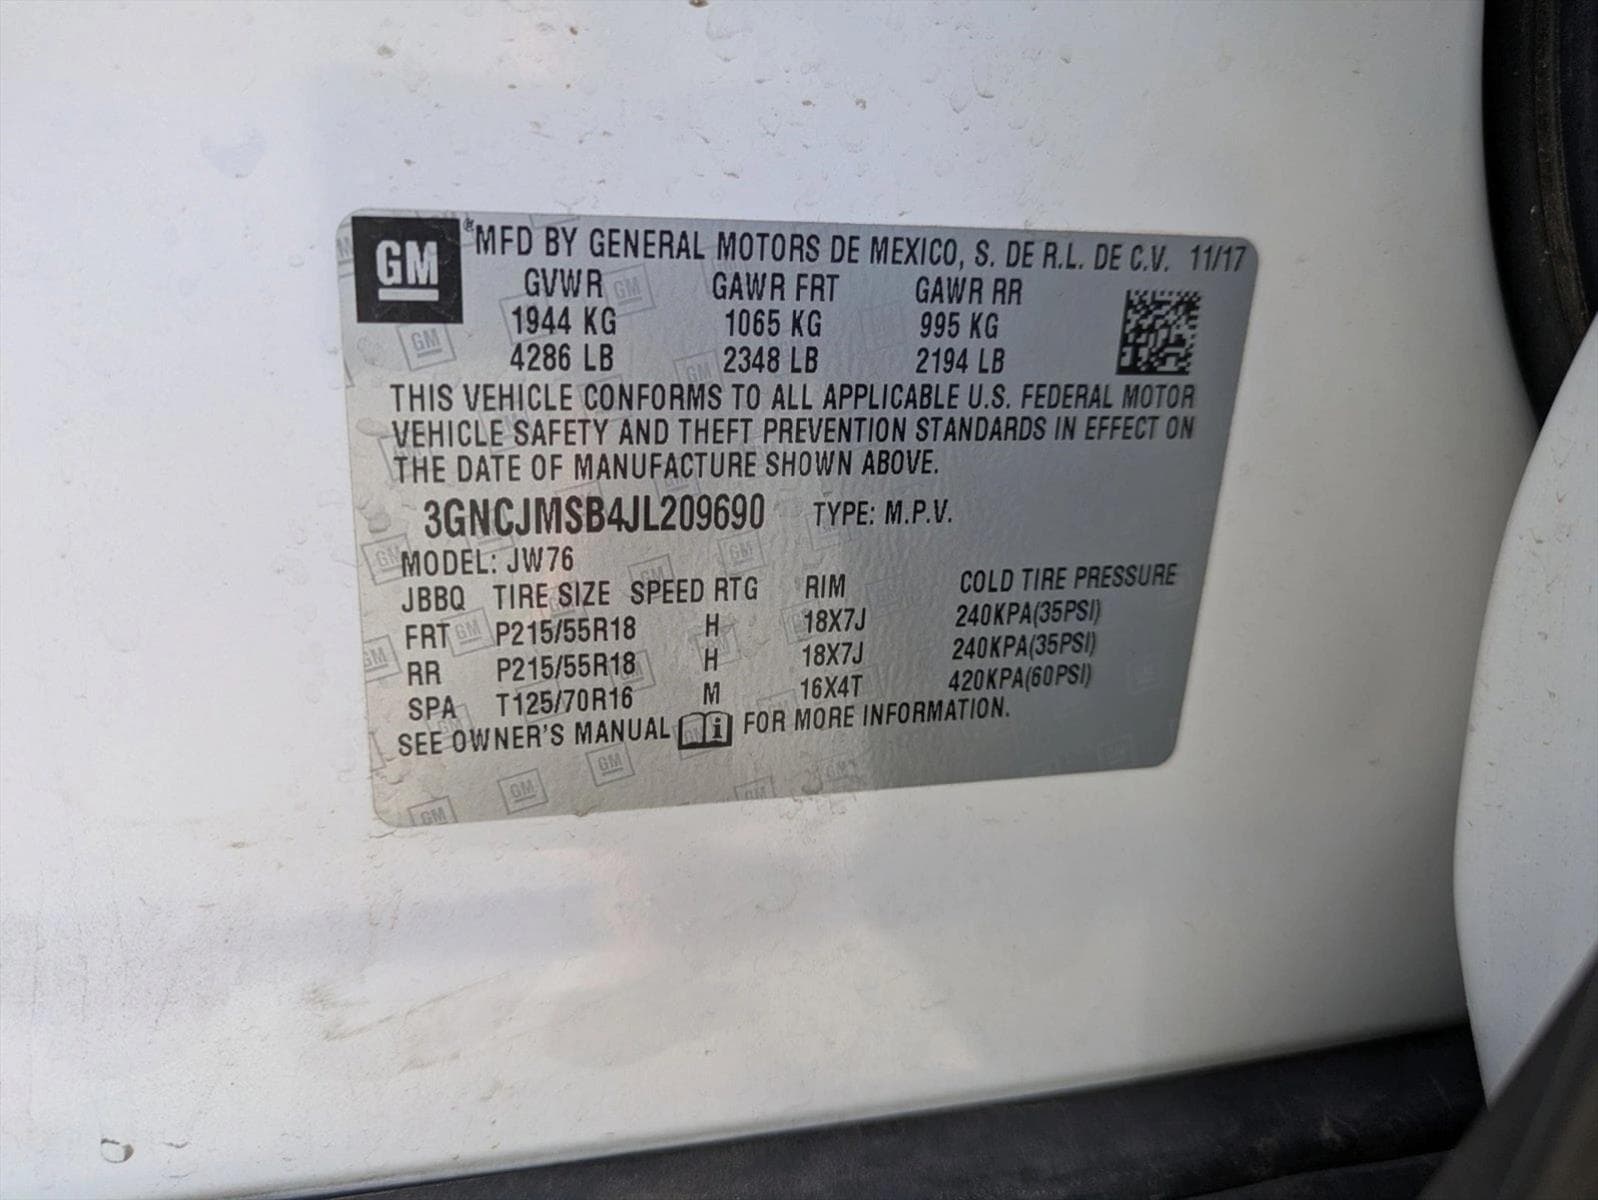 GM ® MFD BY GENERAL MOTORS DE MEXICO, S. DE R.L. DE C.V. 11/17
GVWR GAWR FRT GAWR RR
1944 KG 1065 KG 995 KG
4286 LB 2348 LB 2194 LB
THIS VEHICLE CONFORMS TO ALL APPLICABLE U.S. FEDERAL MOTOR
VEHICLE SAFETY AND THEFT PREVENTION STANDARDS IN EFFECT ON
THE DATE OF MANUFACTURE SHOWN ABOVE.
3GNCJMSB4JL209690 TYPE: M.P.V.
MODEL: JW76
JBBQ TIRE SIZE SPEED RTG RIM COLD TIRE PRESSURE
FRT P215/55R18 H 18X7J 240KPA(35PSI)
RR P215/55R18 H 18X7J 240KPA(35PSI)
SPA T125/70R16 M 16X4T 420KPA(60PSI)
SEE OWNER'S MANUAL i FOR MORE INFORMATION.